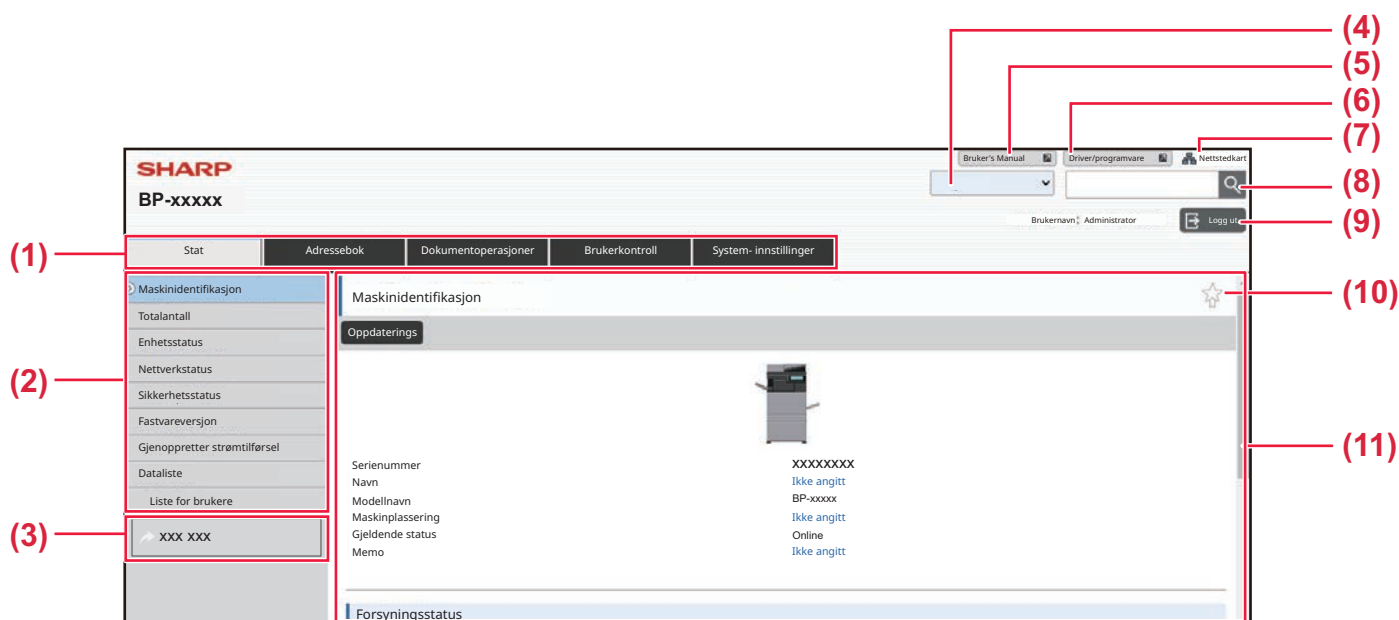 (4)
(5)
(6)
(7)
SHARP
Bruker's Manual
Driver/programvare
Nettstedkart
BP-xxxxx
(8)
Brukernavn: Administrator
Logg ut
(9)
(1)
Stat
Adressebok
Dokumentoperasjoner
Brukerkontroll
System- innstillinger
Maskinidentifikasjon
Totalantall
Enhetsstatus
Nettverkstatus
Sikkerhetsstatus
Fastvareversjon
Gjenoppretter strømtilførsel
Dataliste
Liste for brukere
(2)
(3)
XXX XXX
Maskinidentifikasjon
(10)
Oppdaterings
(11)
Serienummer XXXXXXXX
Navn Ikke angitt
Modellnavn BP-xxxxx
Maskinplassering Ikke angitt
Gjeldende status Online
Memo Ikke angitt
Forsyningsstatus